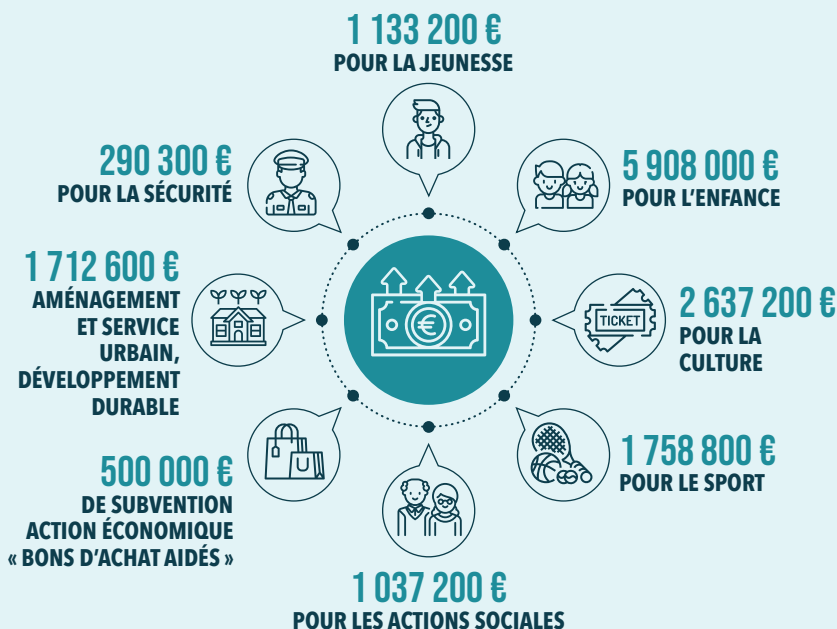 1 133 200 €
POUR LA JEUNESSE
5 908 000 €
POUR L'ENFANCE
TICKET
2 637 200 €
POUR LA
CULTURE
1 758 800 €
POUR LE SPORT
1 037 200 €
POUR LES ACTIONS SOCIALES
500 000 €
DE SUBVENTION
ACTION ÉCONOMIQUE
« BONS D'ACHAT AIDÉS »
1 712 600 €
AMÉNAGEMENT
ET SERVICE
URBAIN,
DÉVELOPPEMENT
DURABLE
290 300 €
POUR LA SÉCURITÉ
€